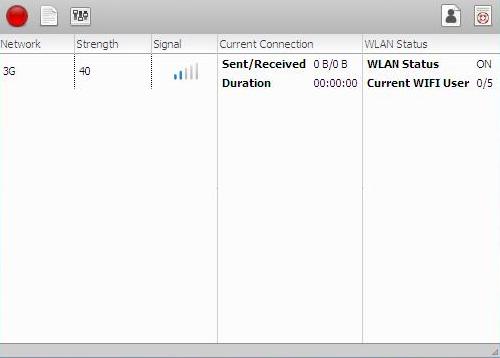 Network Strength Signal Current Connection WLAN Status
3G 40 Sent/Received 0 B/0 B WLAN Status ON
Duration 00:00:00 Current WIFI User 0/5